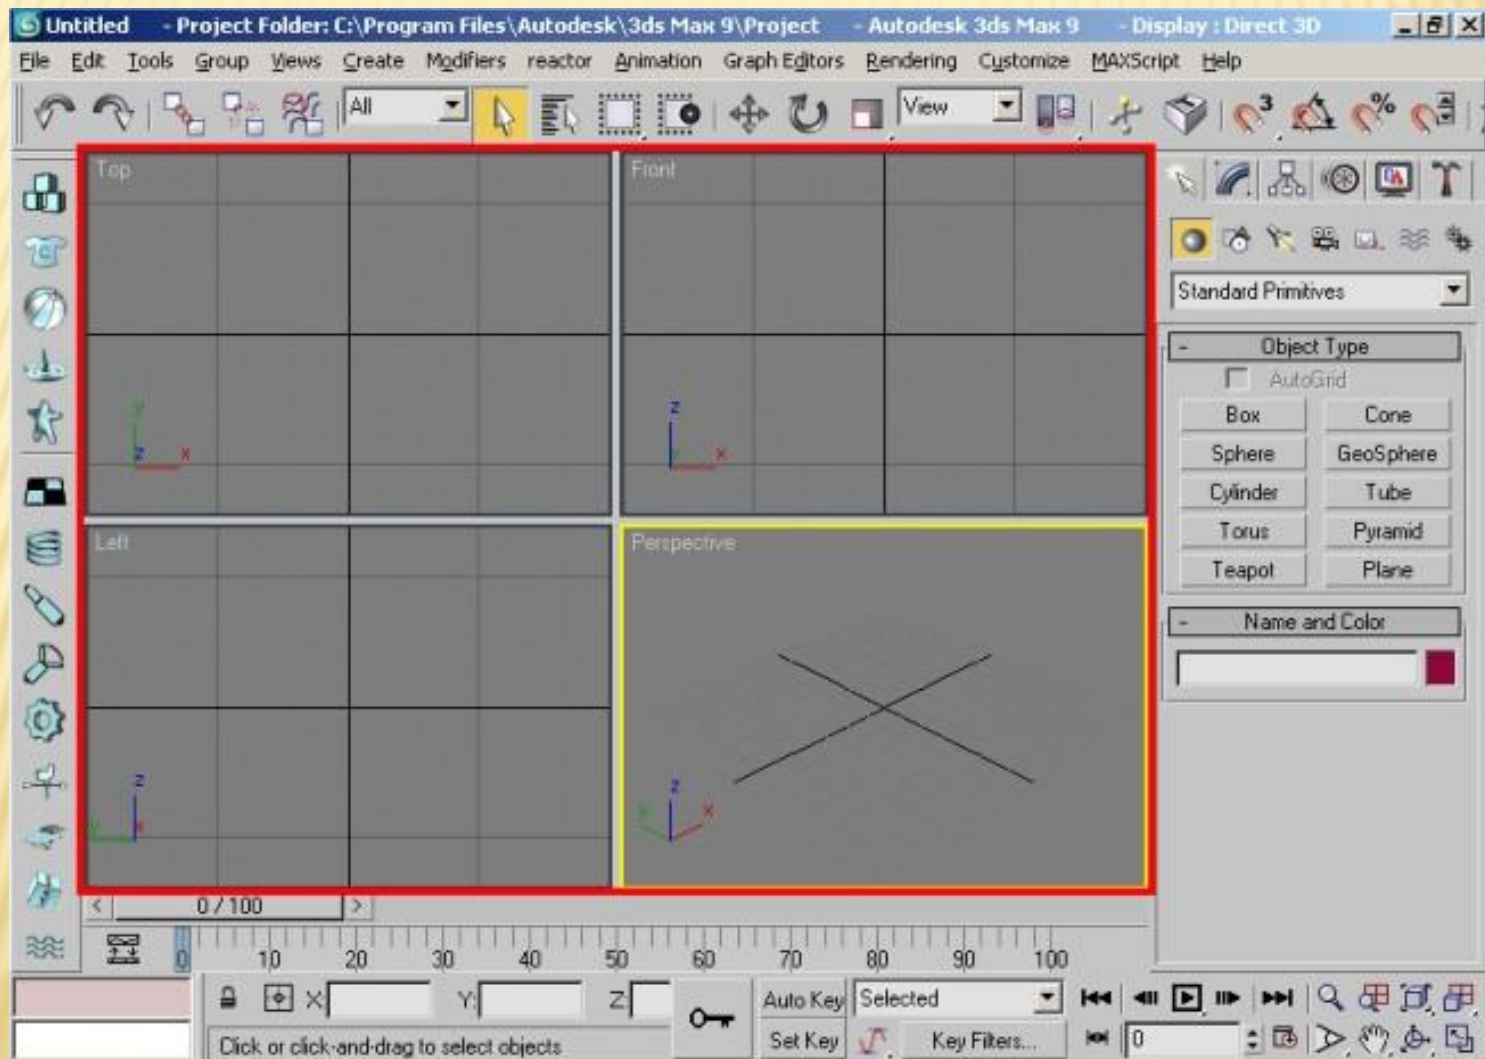 Untitled - Project Folder: C:\Program Files\Autodesk\3ds Max 9\Project - Autodesk 3ds Max 9 - Display : Direct 3D
File Edit Tools Group Views Create Modifiers reactor Animation Graph Editors Rendering Customize MAXScript Help
All View 3 %
Top Front
Standard Primitives
- Object Type
AutoGrid
Box Cone
Sphere GeoSphere
Cylinder Tube
Torus Pyramid
Teapot Plane
- Name and Color
y z x z y x
Left Perspective
z y x z y x
< 0 / 100 >
0 10 20 30 40 50 60 70 80 90 100
X: Y: Z: Auto Key Selected
Click or click-and-drag to select objects Set Key Key Filters... 0